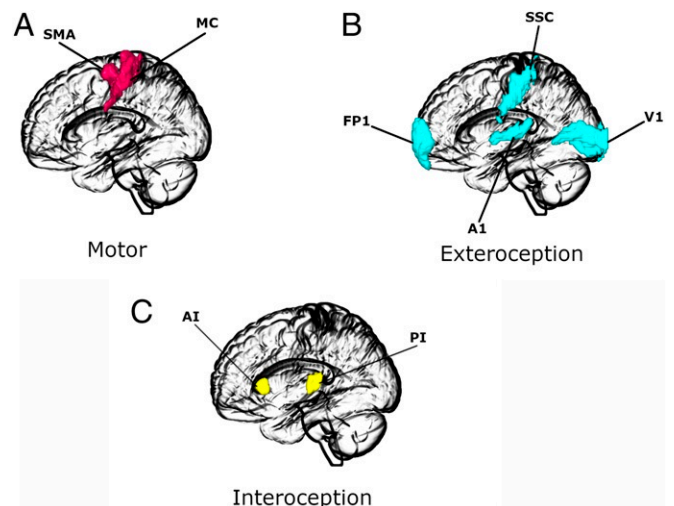 A
SMA
MC
Motor
B
SSC
FP1
V1
A1
Exteroception
C
AI
PI
Interoception